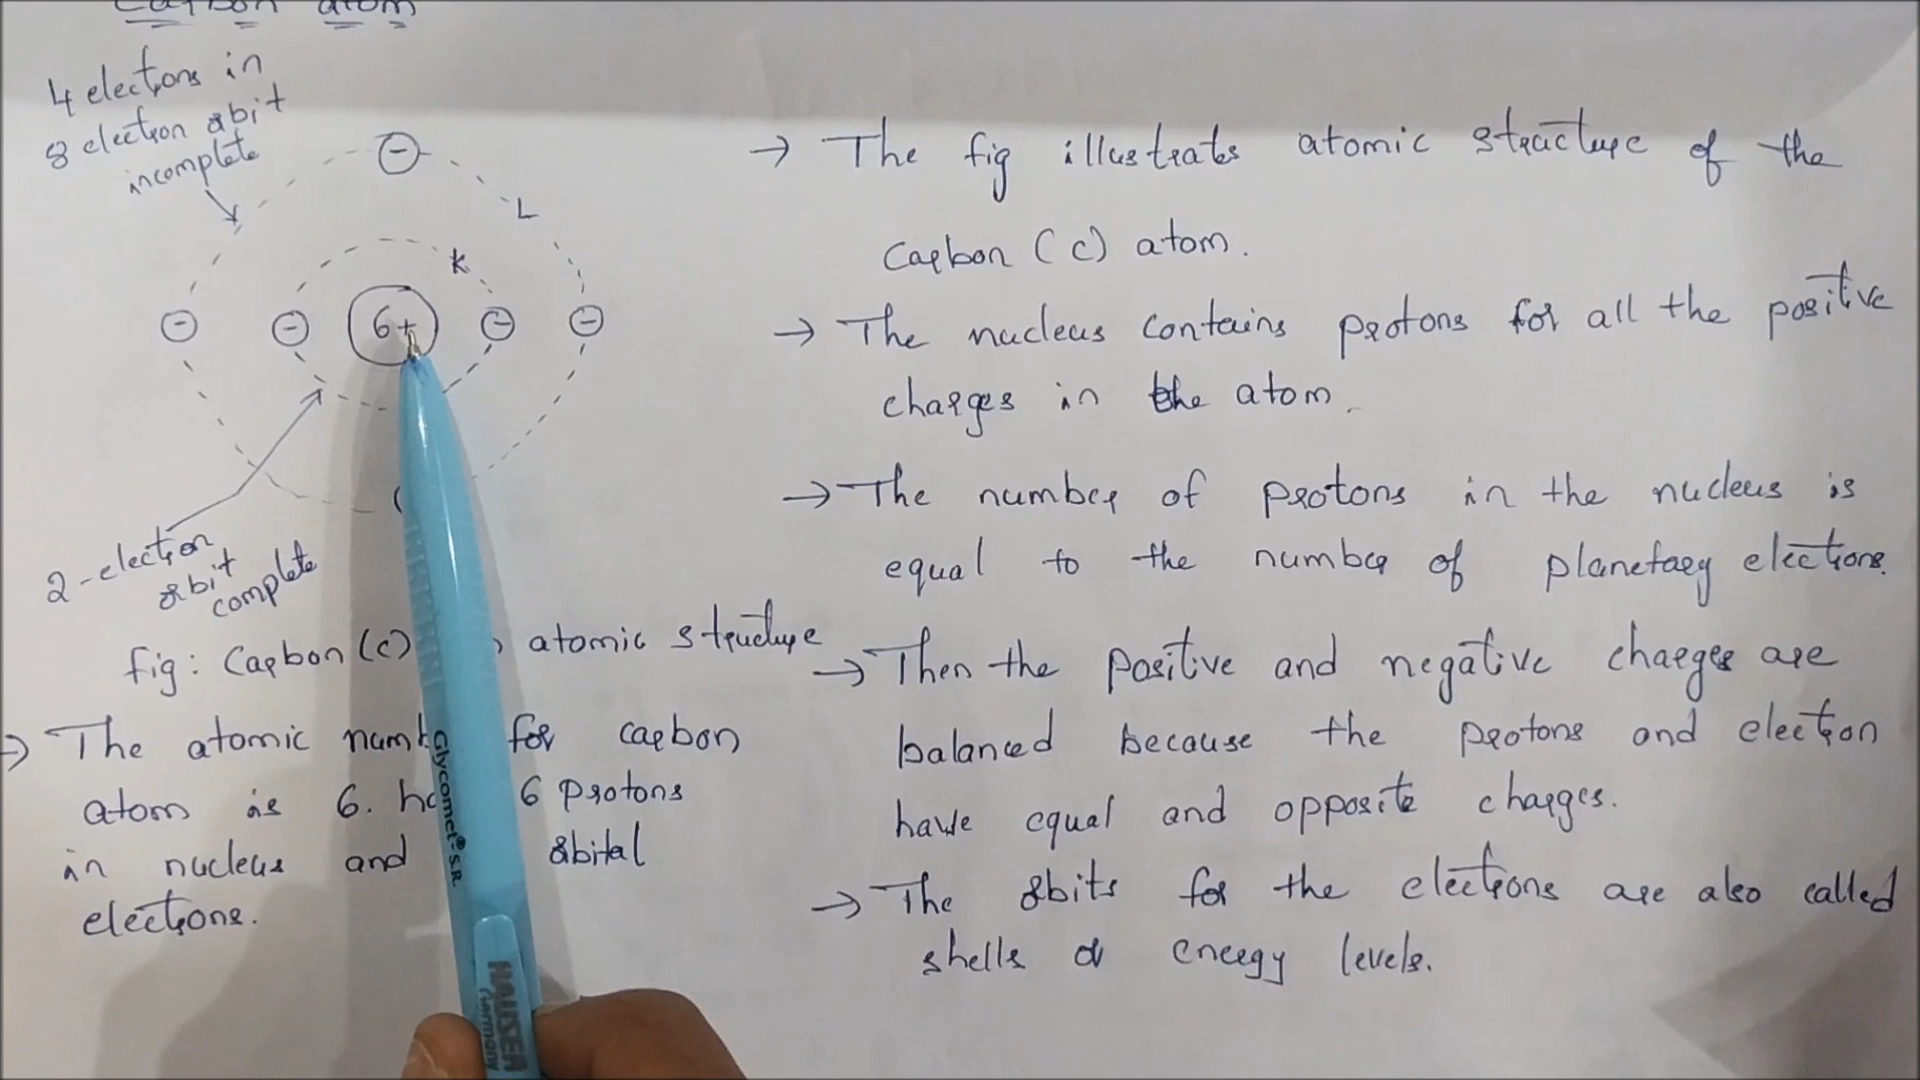 Carbon atom
4 electrons in
8 electron orbit
incomplete
L
K
6+
2-electron
orbit
complete
fig: Carbon (c) atomic structure
→ The atomic for carbon
atom is 6. 6 protons
in nucleus and orbital
electrons.
→ The fig illustrates atomic structure of the
Carbon (c) atom.
→ The nucleus contains protons for all the positive
charges in the atom.
→ The number of protons in the nucleus is
equal to the number of planetary electrons.
→ Then the positive and negative charges are
balanced because the protons and electron
have equal and opposite charges.
→ The orbits for the electrons are also called
shells or energy levels.
Glycomet®-S.R.
HAUSER
Germany